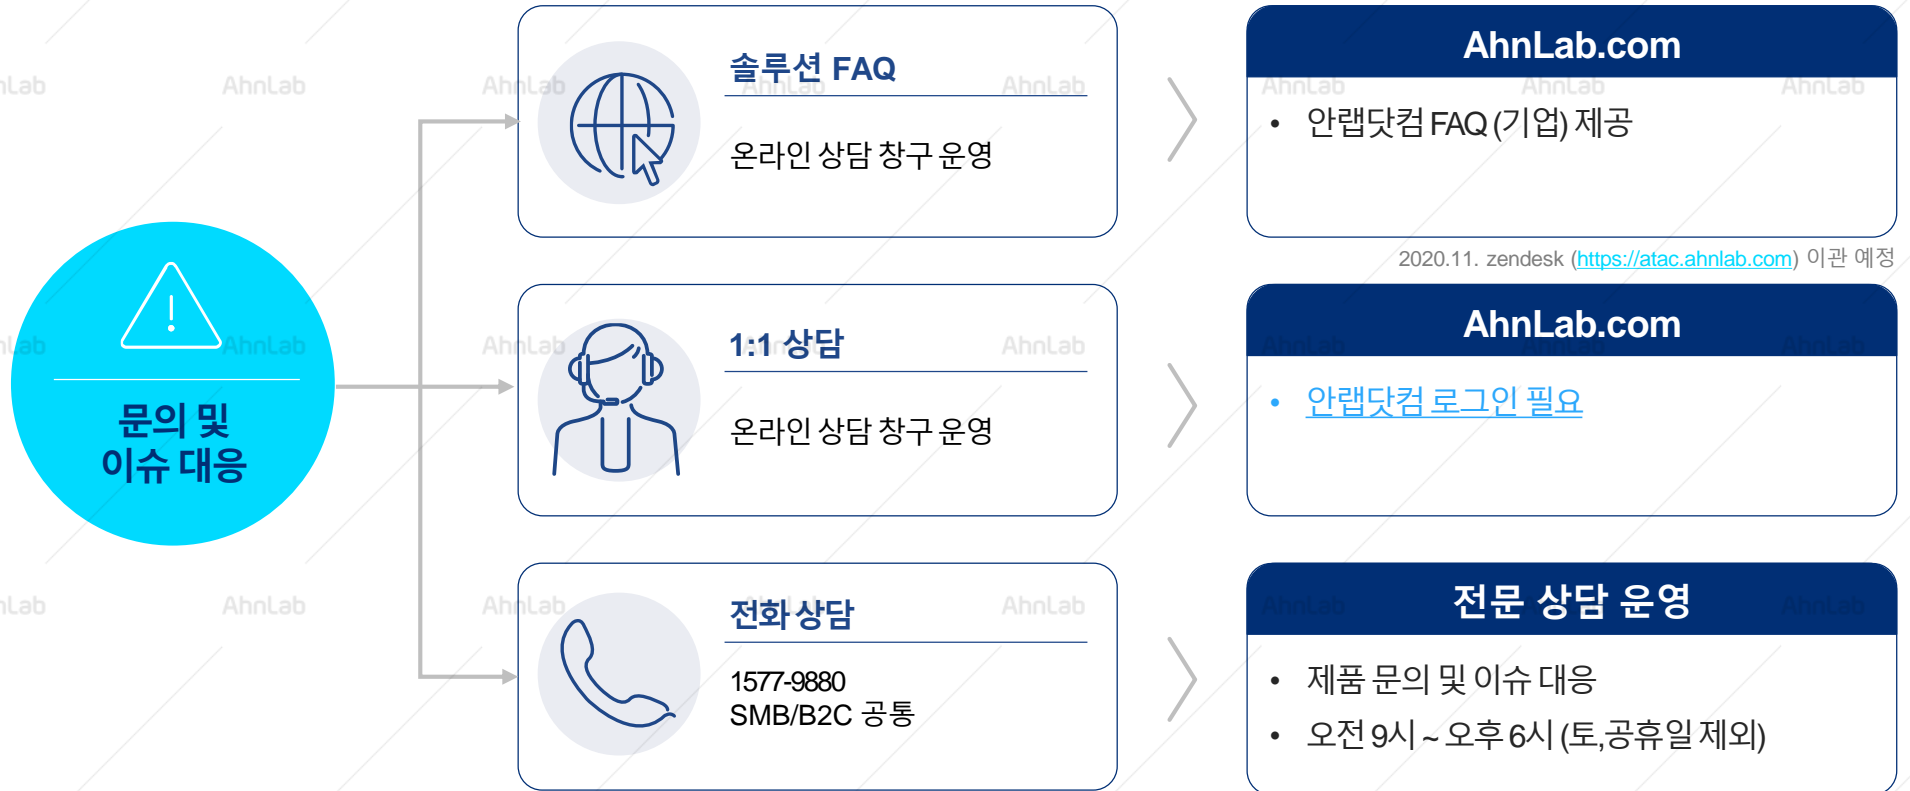 문의 및
이슈 대응
솔루션 FAQ
온라인 상담 창구 운영
AhnLab.com
• 안랩닷컴 FAQ (기업) 제공
2020.11. zendesk (https://atac.ahnlab.com) 이관 예정
1:1 상담
온라인 상담 창구 운영
AhnLab.com
• 안랩닷컴 로그인 필요
전화 상담
1577-9880
SMB/B2C 공통
전문 상담 운영
• 제품 문의 및 이슈 대응
• 오전 9시 ~ 오후 6시 (토,공휴일 제외)
AhnLab